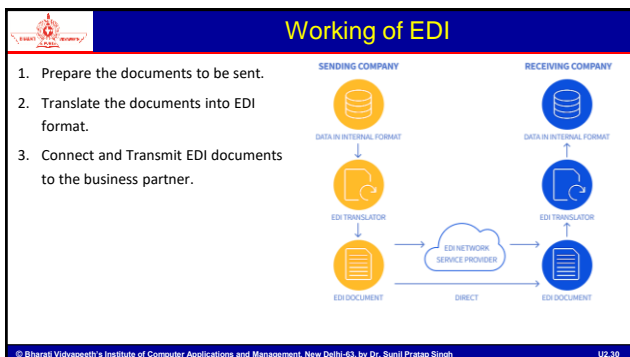 Working of EDI
1. Prepare the documents to be sent.
2. Translate the documents into EDI
format.
3. Connect and Transmit EDI documents
to the business partner.
SENDING COMPANY
RECEIVING COMPANY
DATA IN INTERNAL FORMAT
DATA IN INTERNAL FORMAT
EDI TRANSLATOR
EDI TRANSLATOR
EDI NETWORK
SERVICE PROVIDER
EDI DOCUMENT
DIRECT
EDI DOCUMENT
© Bharati Vidyapeeth's Institute of Computer Applications and Management, New Delhi-63, by Dr. Sunil Pratap Singh
U2.30